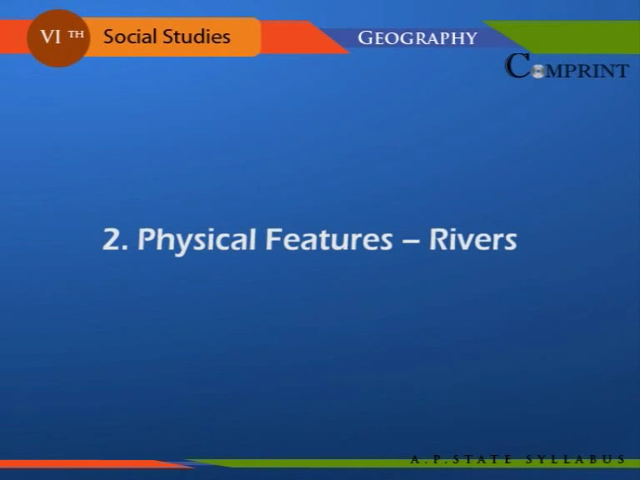 VI TH Social Studies
GEOGRAPHY
COMPRINT
2. Physical Features – Rivers
A.P.STATE SYLLABUS